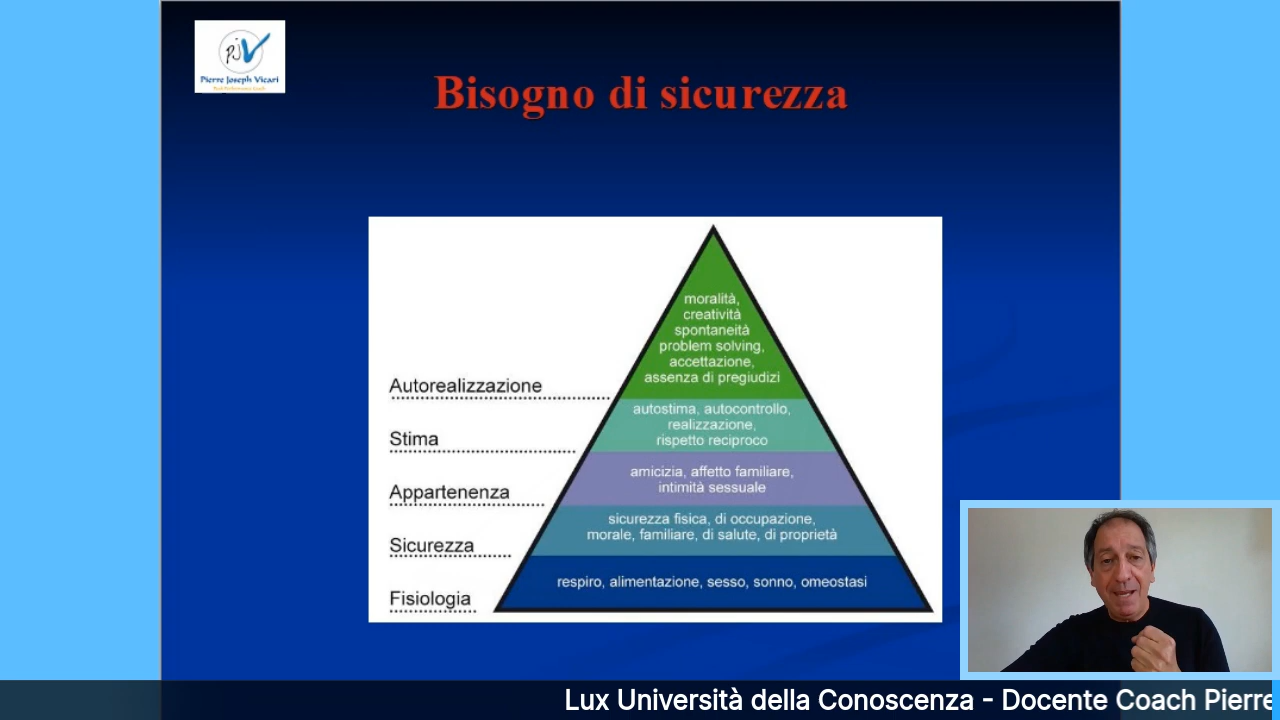 PJV
Pierre Joseph Vicari
Bisogno di sicurezza
moralità,
creatività
spontaneità
problem solving,
accettazione,
assenza di pregiudizi
Autorealizzazione
autostima, autocontrollo,
realizzazione,
rispetto reciproco
Stima
amicizia, affetto familiare,
intimità sessuale
Appartenenza
sicurezza fisica, di occupazione,
morale, familiare, di salute, di proprietà
Sicurezza
respiro, alimentazione, sesso, sonno, omeostasi
Fisiologia
Lux Università della Conoscenza - Docente Coach Pierre